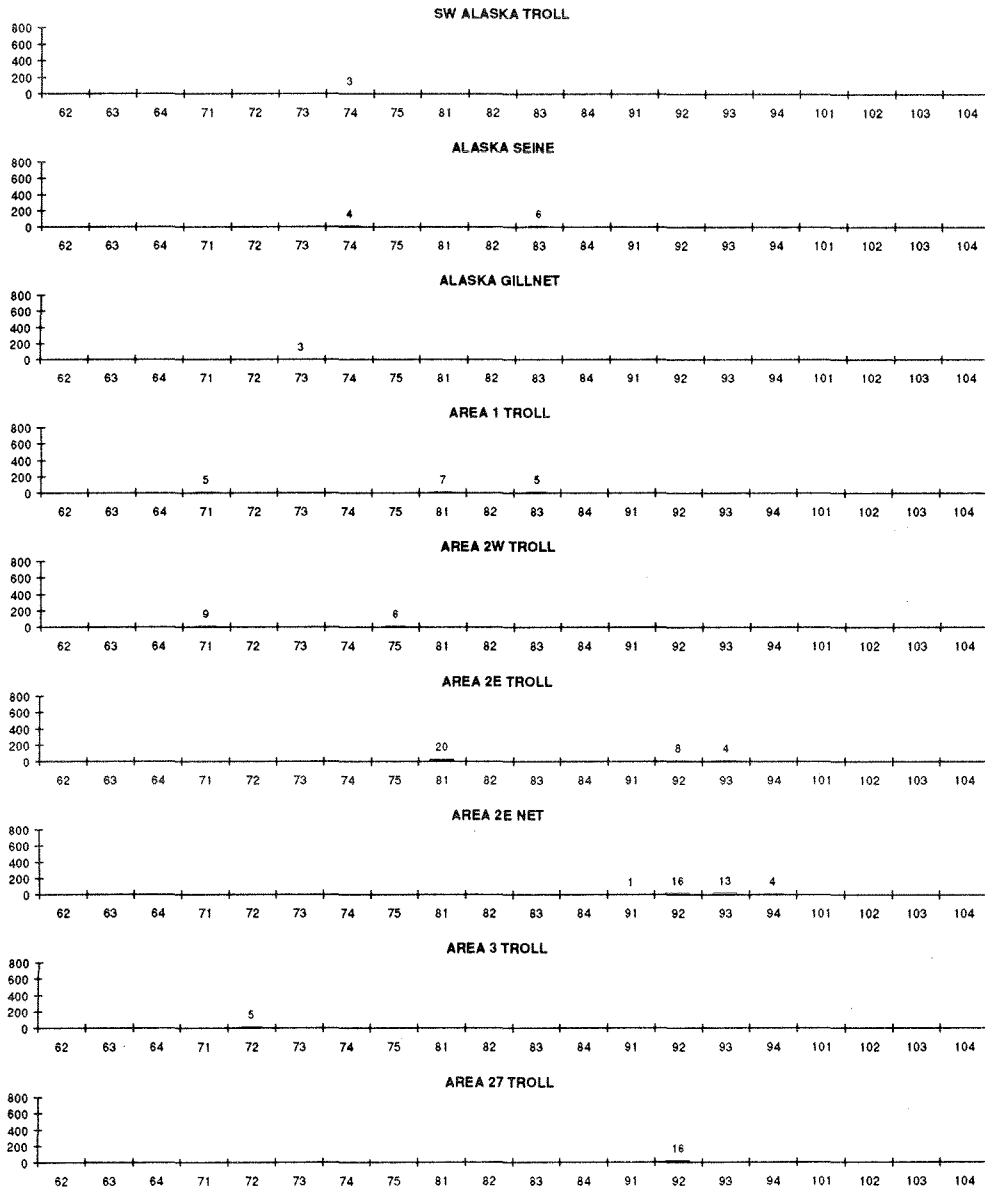 SW ALASKA TROLL
800
600
400
200
0
3
62 63 64 71 72 73 74 75 81 82 83 84 91 92 93 94 101 102 103 104
ALASKA SEINE
800
600
400
200
0
4 6
62 63 64 71 72 73 74 75 81 82 83 84 91 92 93 94 101 102 103 104
ALASKA GILLNET
800
600
400
200
0
3
62 63 64 71 72 73 74 75 81 82 83 84 91 92 93 94 101 102 103 104
AREA 1 TROLL
800
600
400
200
0
5 7 5
62 63 64 71 72 73 74 75 81 82 83 84 91 92 93 94 101 102 103 104
AREA 2W TROLL
800
600
400
200
0
9 6
62 63 64 71 72 73 74 75 81 82 83 84 91 92 93 94 101 102 103 104
AREA 2E TROLL
800
600
400
200
0
20 8 4
62 63 64 71 72 73 74 75 81 82 83 84 91 92 93 94 101 102 103 104
AREA 2E NET
800
600
400
200
0
1 16 13 4
62 63 64 71 72 73 74 75 81 82 83 84 91 92 93 94 101 102 103 104
AREA 3 TROLL
800
600
400
200
0
5
62 63 64 71 72 73 74 75 81 82 83 84 91 92 93 94 101 102 103 104
AREA 27 TROLL
800
600
400
200
0
16
62 63 64 71 72 73 74 75 81 82 83 84 91 92 93 94 101 102 103 104